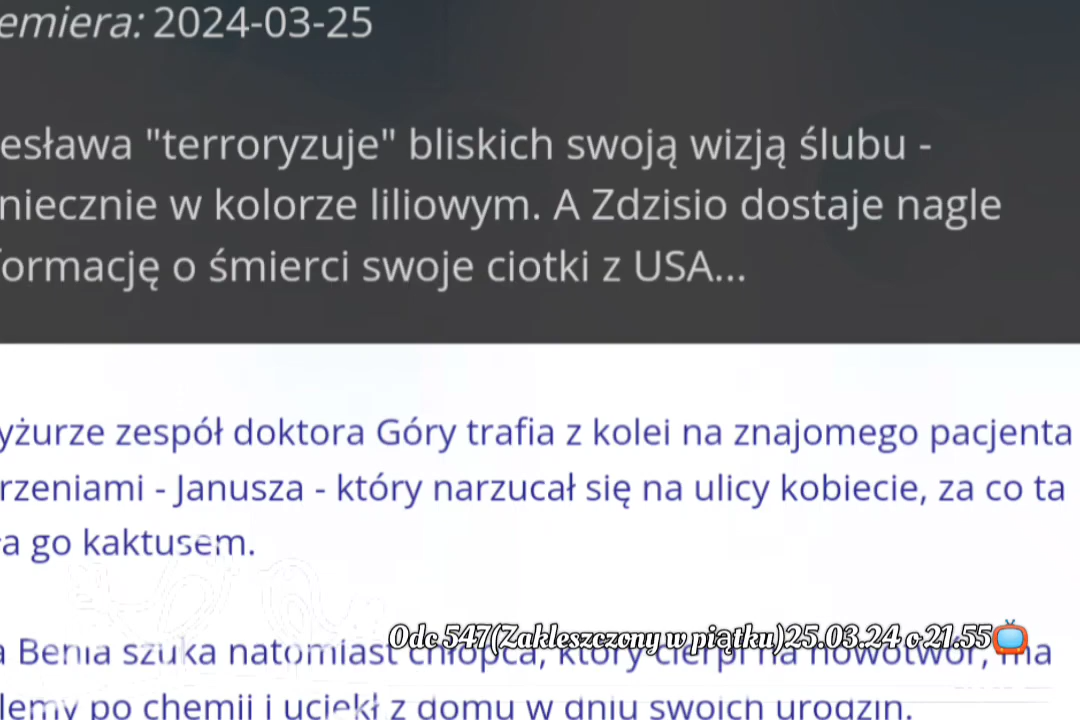 emiera: 2024-03-25
esława "terroryzuje" bliskich swoją wizją ślubu -
niecznie w kolorze liliowym. A Zdzisio dostaje nagle
ormację o śmierci swoje ciotki z USA...
yżurze zespół doktora Góry trafia z kolei na znajomego pacjenta
rzeniami - Janusza - który narzucał się na ulicy kobiecie, za co ta
a go kaktusem.
Odc 547(Zakleszczony w piątku)25.03.24 o 21.55📺
a Benia szuka natomiast chłopca, który cierpi na nowotwór, ma
lemy po chemii i uciekł z domu w dniu swoich urodzin.